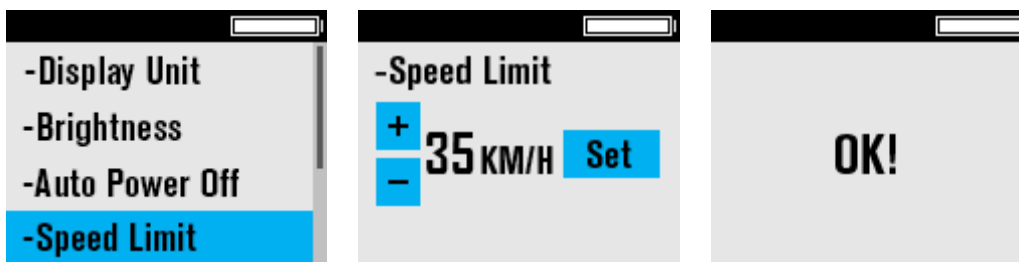 -Display Unit
-Brightness
-Auto Power Off
-Speed Limit
-Speed Limit
+
35 KM/H Set
−
OK!